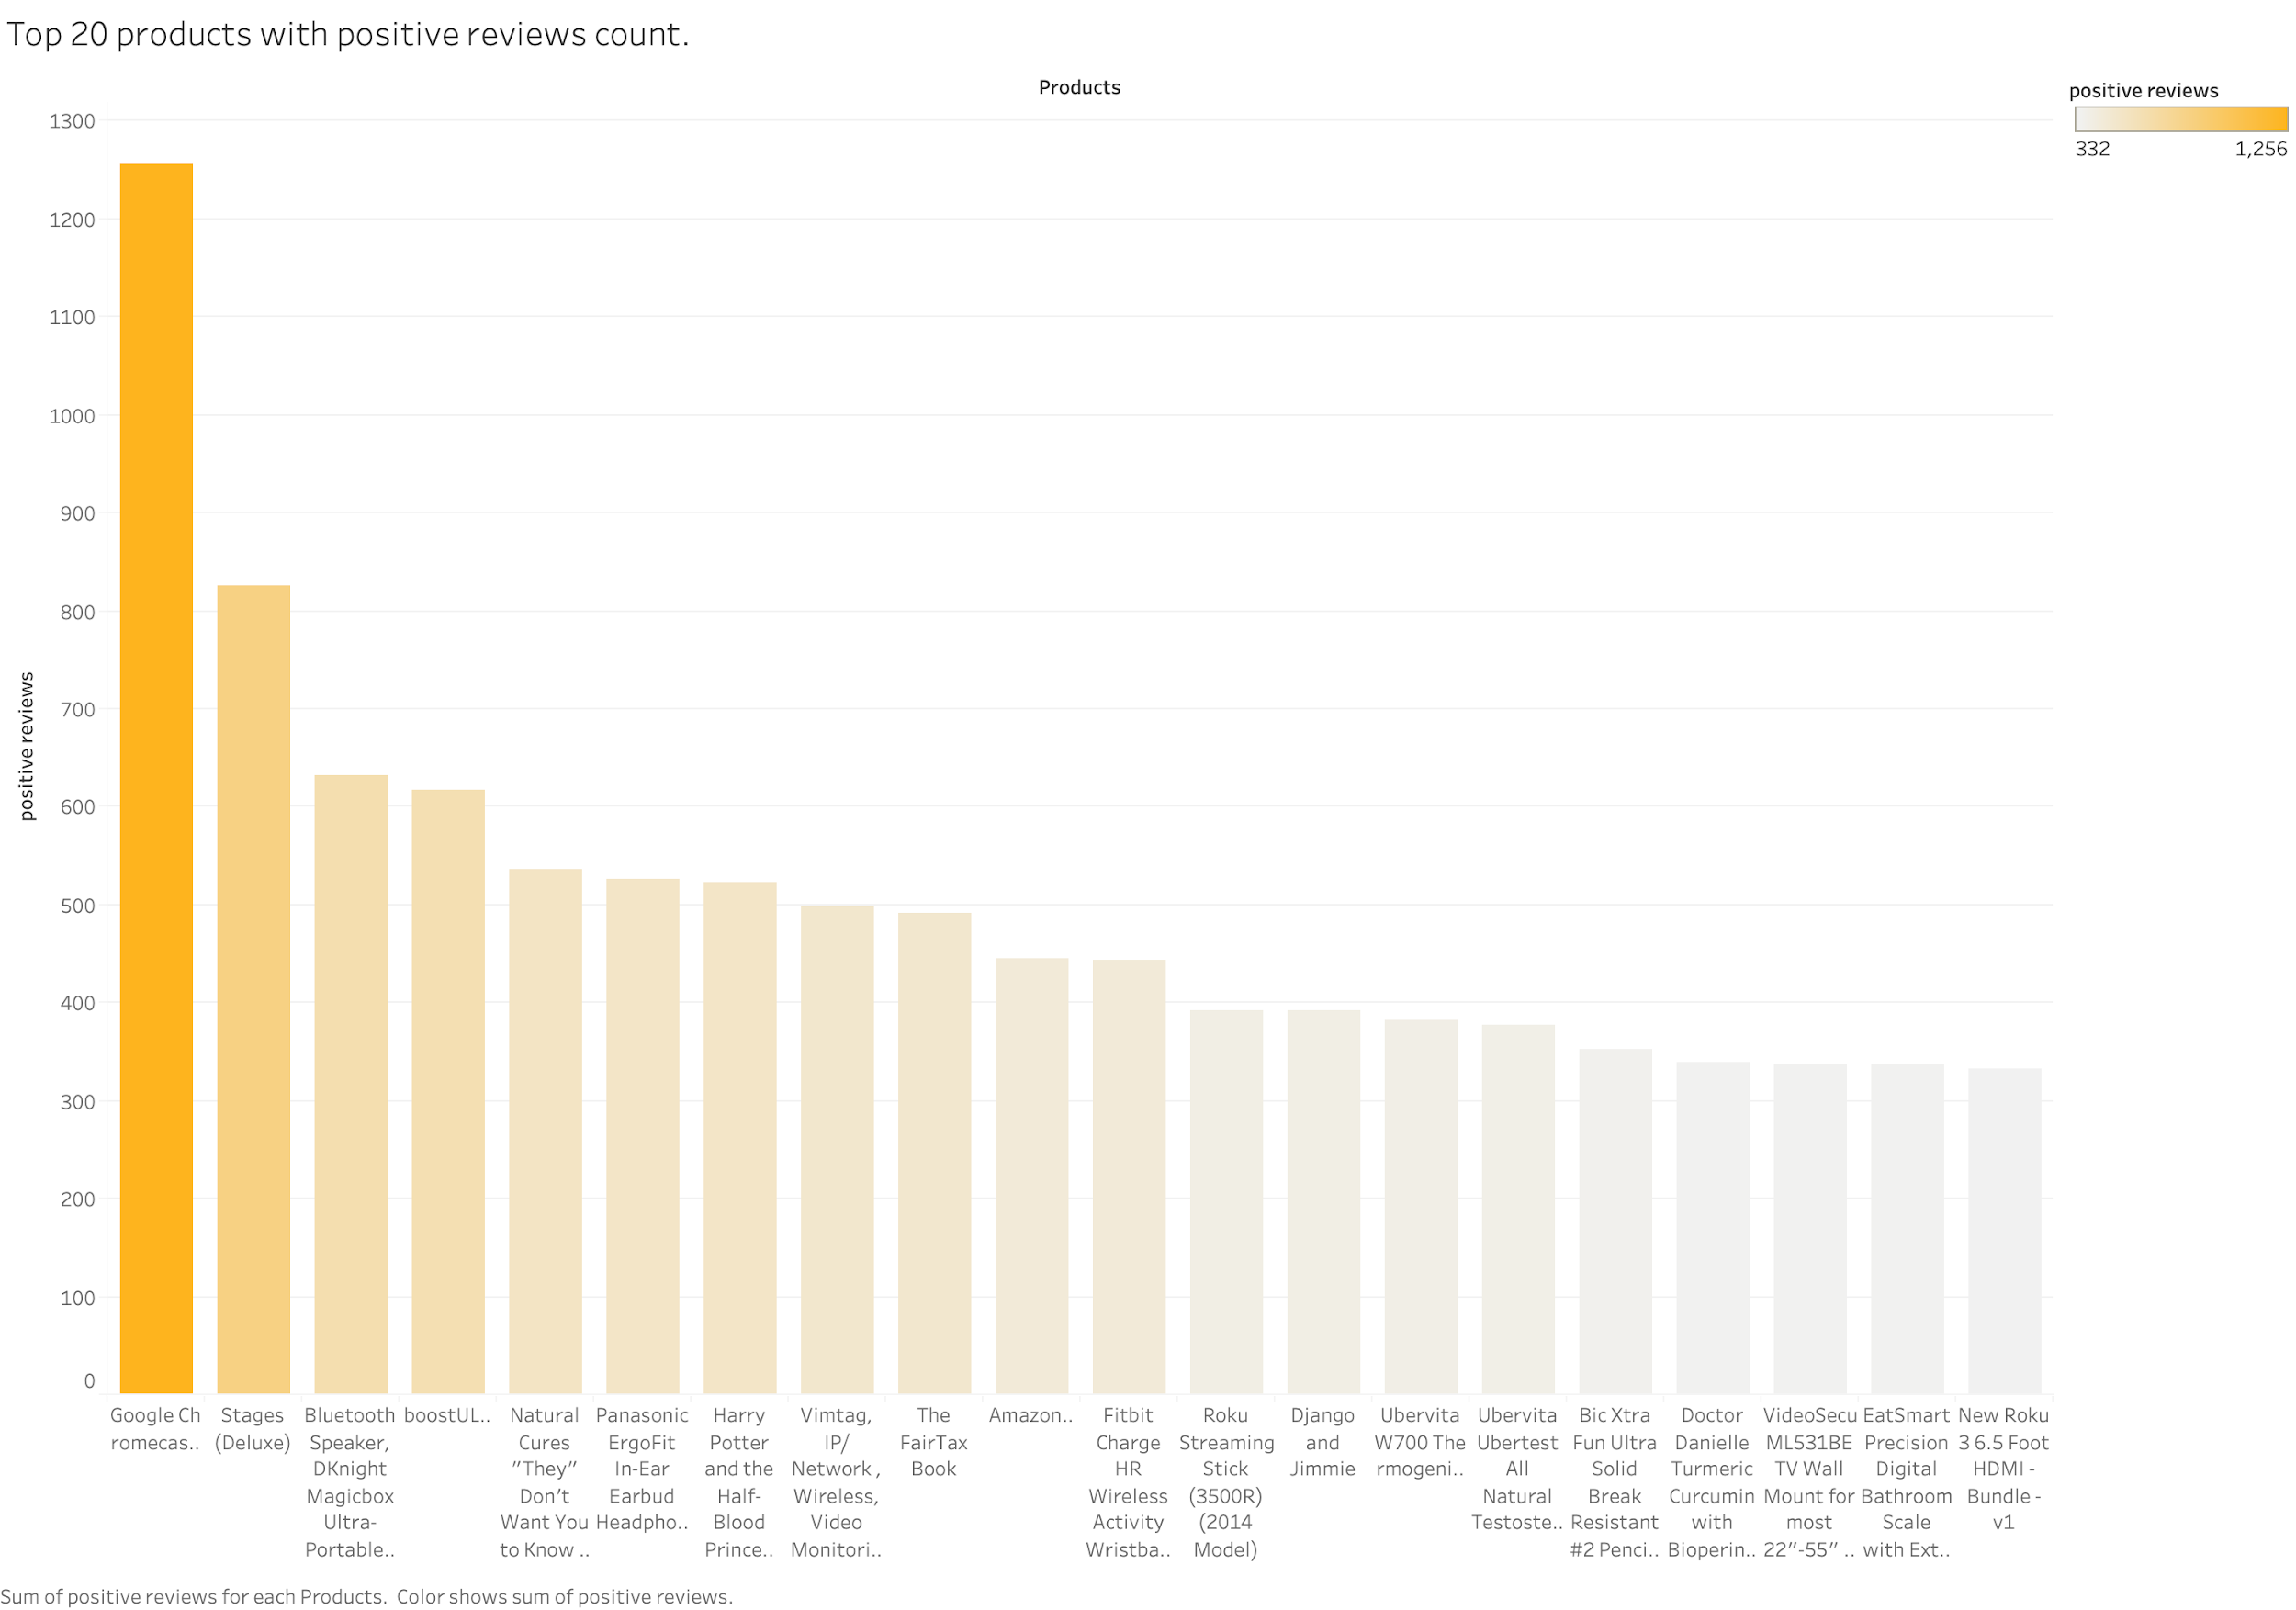 Top 20 products with positive reviews count.
Products
positive reviews
332 1,256
positive reviews
1300
1200
1100
1000
900
800
700
600
500
400
300
200
100
0
Google Ch
romecas..
Stages
(Deluxe)
Bluetooth
Speaker,
DKnight
Magicbox
Ultra-
Portable..
boostUL..
Natural
Cures
"They"
Don't
Want You
to Know ..
Panasonic
ErgoFit
In-Ear
Earbud
Headpho..
Harry
Potter
and the
Half-
Blood
Prince..
Vimtag,
IP/
Network ,
Wireless,
Video
Monitori..
The
FairTax
Book
Amazon..
Fitbit
Charge
HR
Wireless
Activity
Wristba..
Roku
Streaming
Stick
(3500R)
(2014
Model)
Django
and
Jimmie
Ubervita
W700 The
rmogeni..
Ubervita
Ubertest
All
Natural
Testoste..
Bic Xtra
Fun Ultra
Solid
Break
Resistant
#2 Penci..
Doctor
Danielle
Turmeric
Curcumin
with
Bioperin..
VideoSecu
ML531BE
TV Wall
Mount for
most
22"-55" ..
EatSmart
Precision
Digital
Bathroom
Scale
with Ext..
New Roku
3 6.5 Foot
HDMI -
Bundle -
v1
Sum of positive reviews for each Products.  Color shows sum of positive reviews.